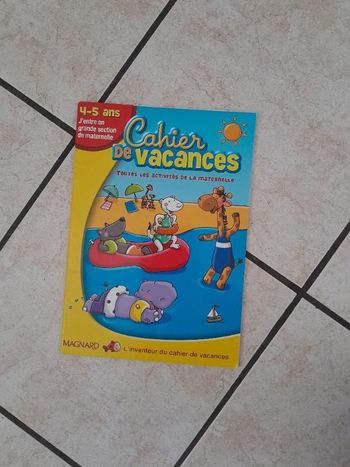 4-5 ans
J'entre en
grande section
de maternelle
Cahier
DE vacances
Toutes les activités de la maternelle
MAGNARD
L'inventeur du cahier de vacances